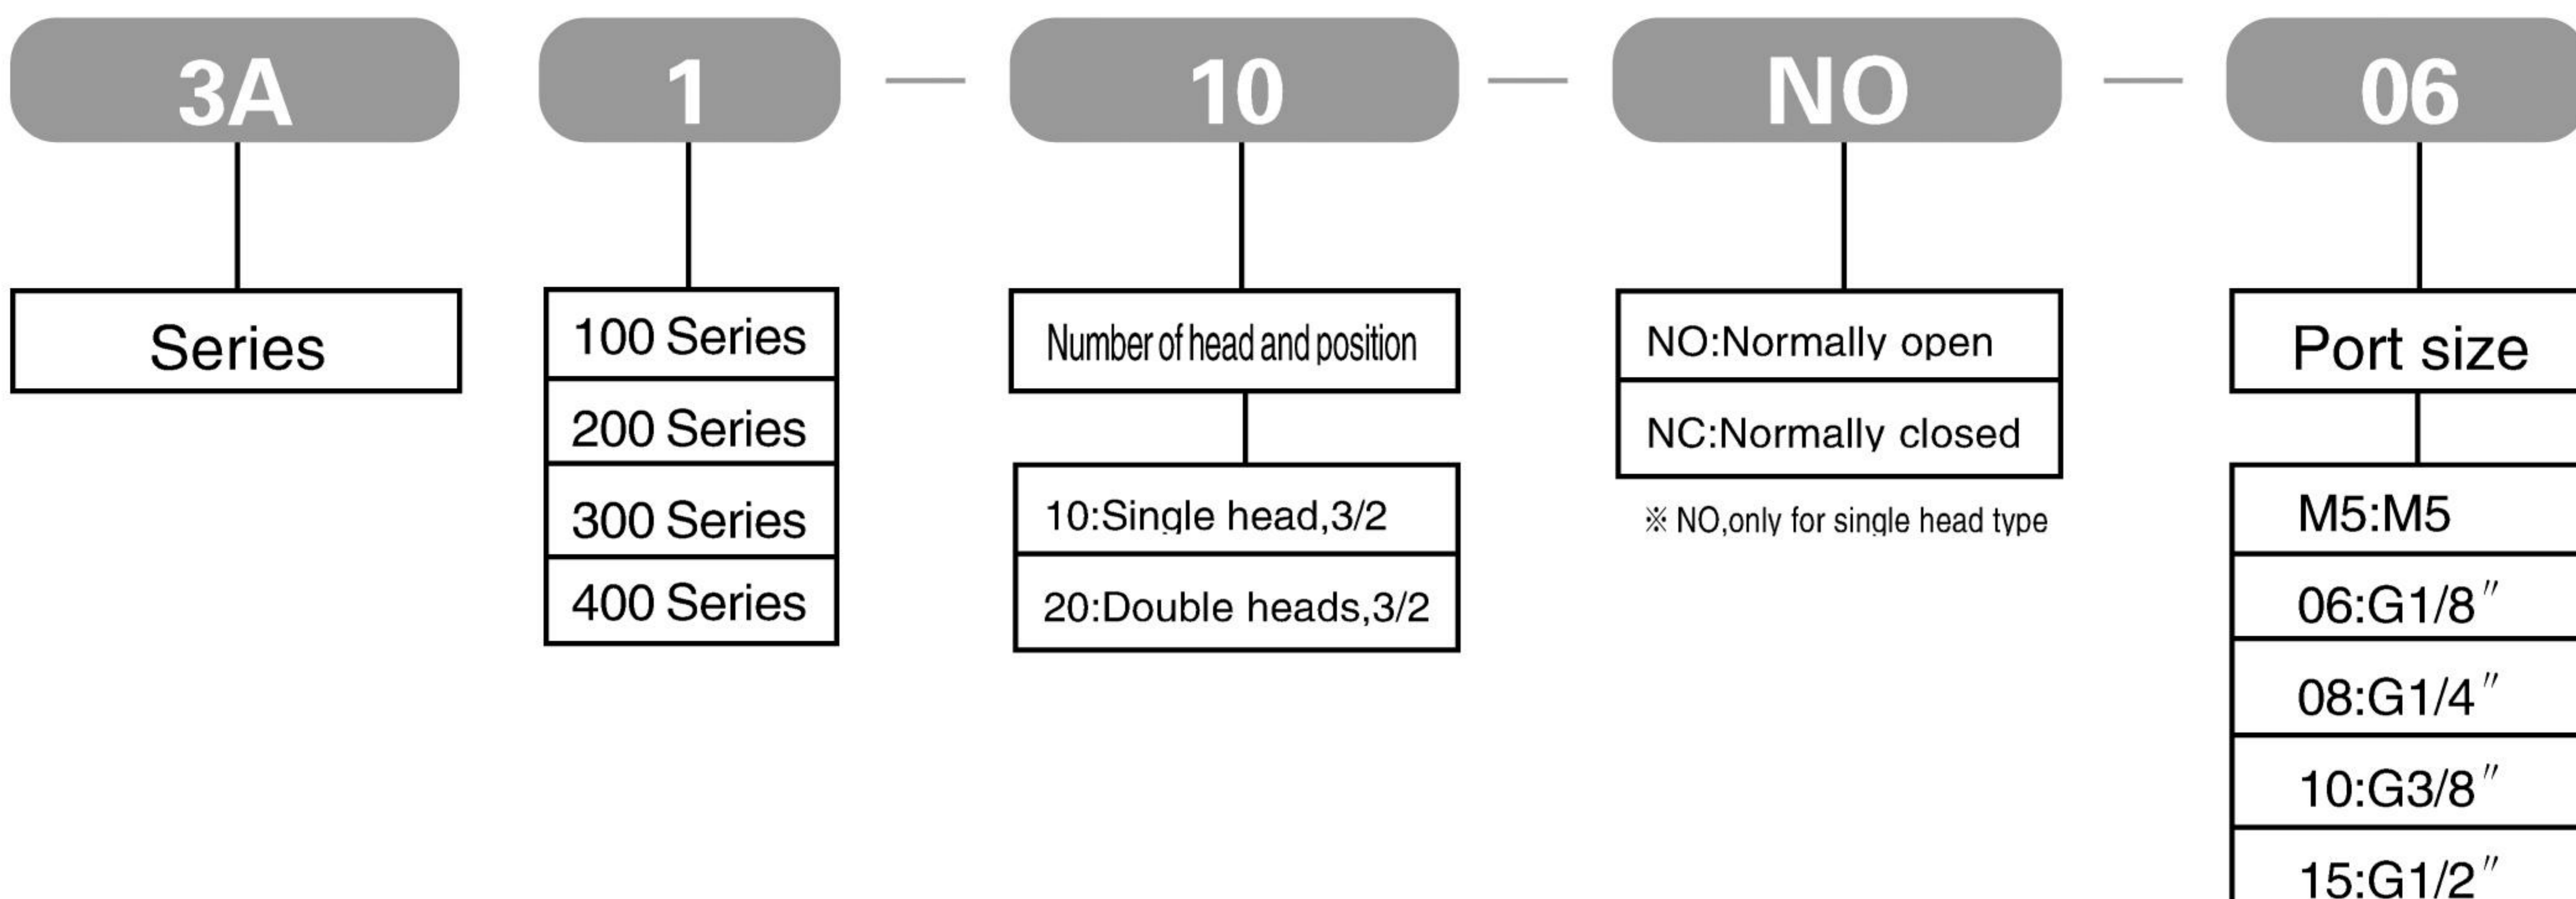 3A 1 — 10 — NO — 06
Series
100 Series
200 Series
300 Series
400 Series
Number of head and position
10:Single head,3/2
20:Double heads,3/2
NO:Normally open
NC:Normally closed
※ NO,only for single head type
Port size
M5:M5
06:G1/8″
08:G1/4″
10:G3/8″
15:G1/2″